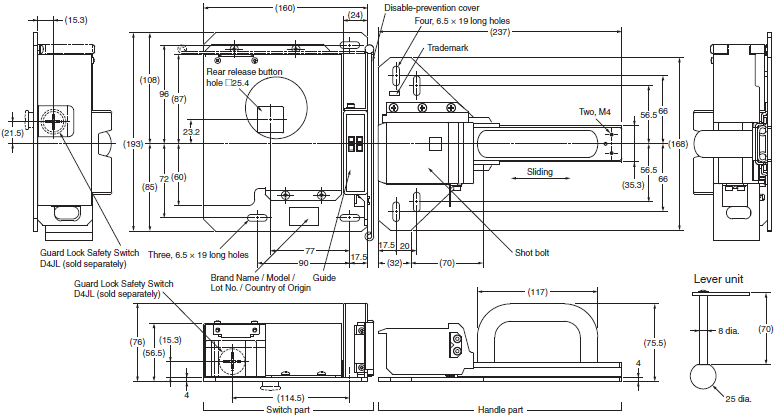 (15.3)
(160)
(24)
Disable-prevention cover
Four, 6.5 × 19 long holes
(237)
Trademark
Rear release button
hole □25.4
(108)
96
(87)
23.2
(21.5)
(193)
72
(60)
(85)
Two, M4
56.5
66
(168)
56.5
(35.3)
66
Sliding
Guard Lock Safety Switch
D4JL (sold separately)
Three, 6.5 × 19 long holes
77
90
17.5
17.5
20
(32)
(70)
Shot bolt
Brand Name / Model /
Lot No. / Country of Origin
Guide
Guard Lock Safety Switch
D4JL (sold separately)
Lever unit
(117)
(76)
(56.5)
(15.3)
4
(114.5)
(75.5)
4
8 dia.
(70)
25 dia.
Switch part
Handle part